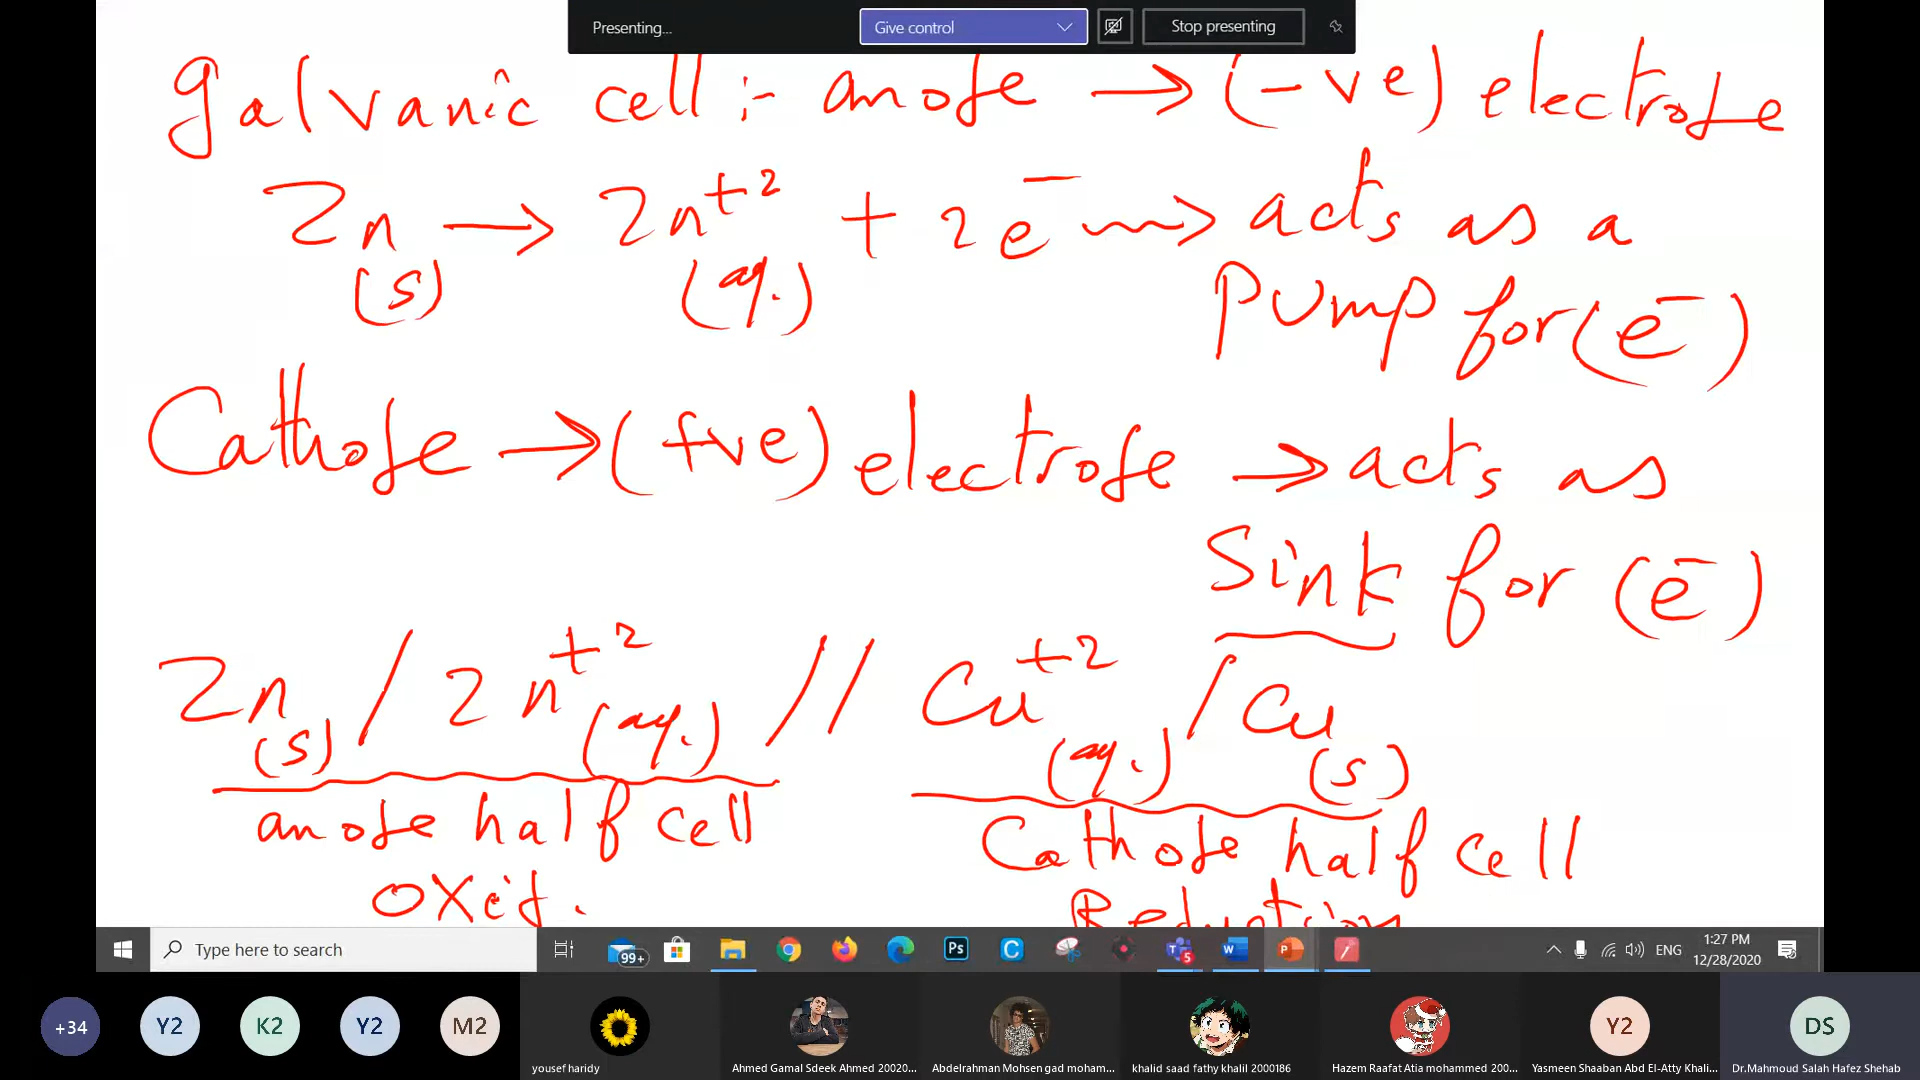 Presenting...
Give control
Stop presenting
galvanic cell :- anode → (-ve) electrode
Zn(s) → Zn+2(aq.) + 2e- → acts as a
pump for (e-)
Cathode → (+ve) electrode → acts as
Sink for (e-)
Zn(s) / Zn+2(aq.) // Cu+2(aq.) / Cu(s)
anode half cell
Cathode half cell
Oxid.
Reduction
Type here to search
99+
Ps
C
5
ENG
1:27 PM
12/28/2020
+34
Y2
K2
Y2
M2
Y2
DS
yousef haridy
Ahmed Gamal Sdeek Ahmed 20020...
Abdelrahman Mohsen gad moham...
khalid saad fathy khalil 2000186
Hazem Raafat Atia mohammed 200...
Yasmeen Shaaban Abd El-Atty Khali...
Dr.Mahmoud Salah Hafez Shehab